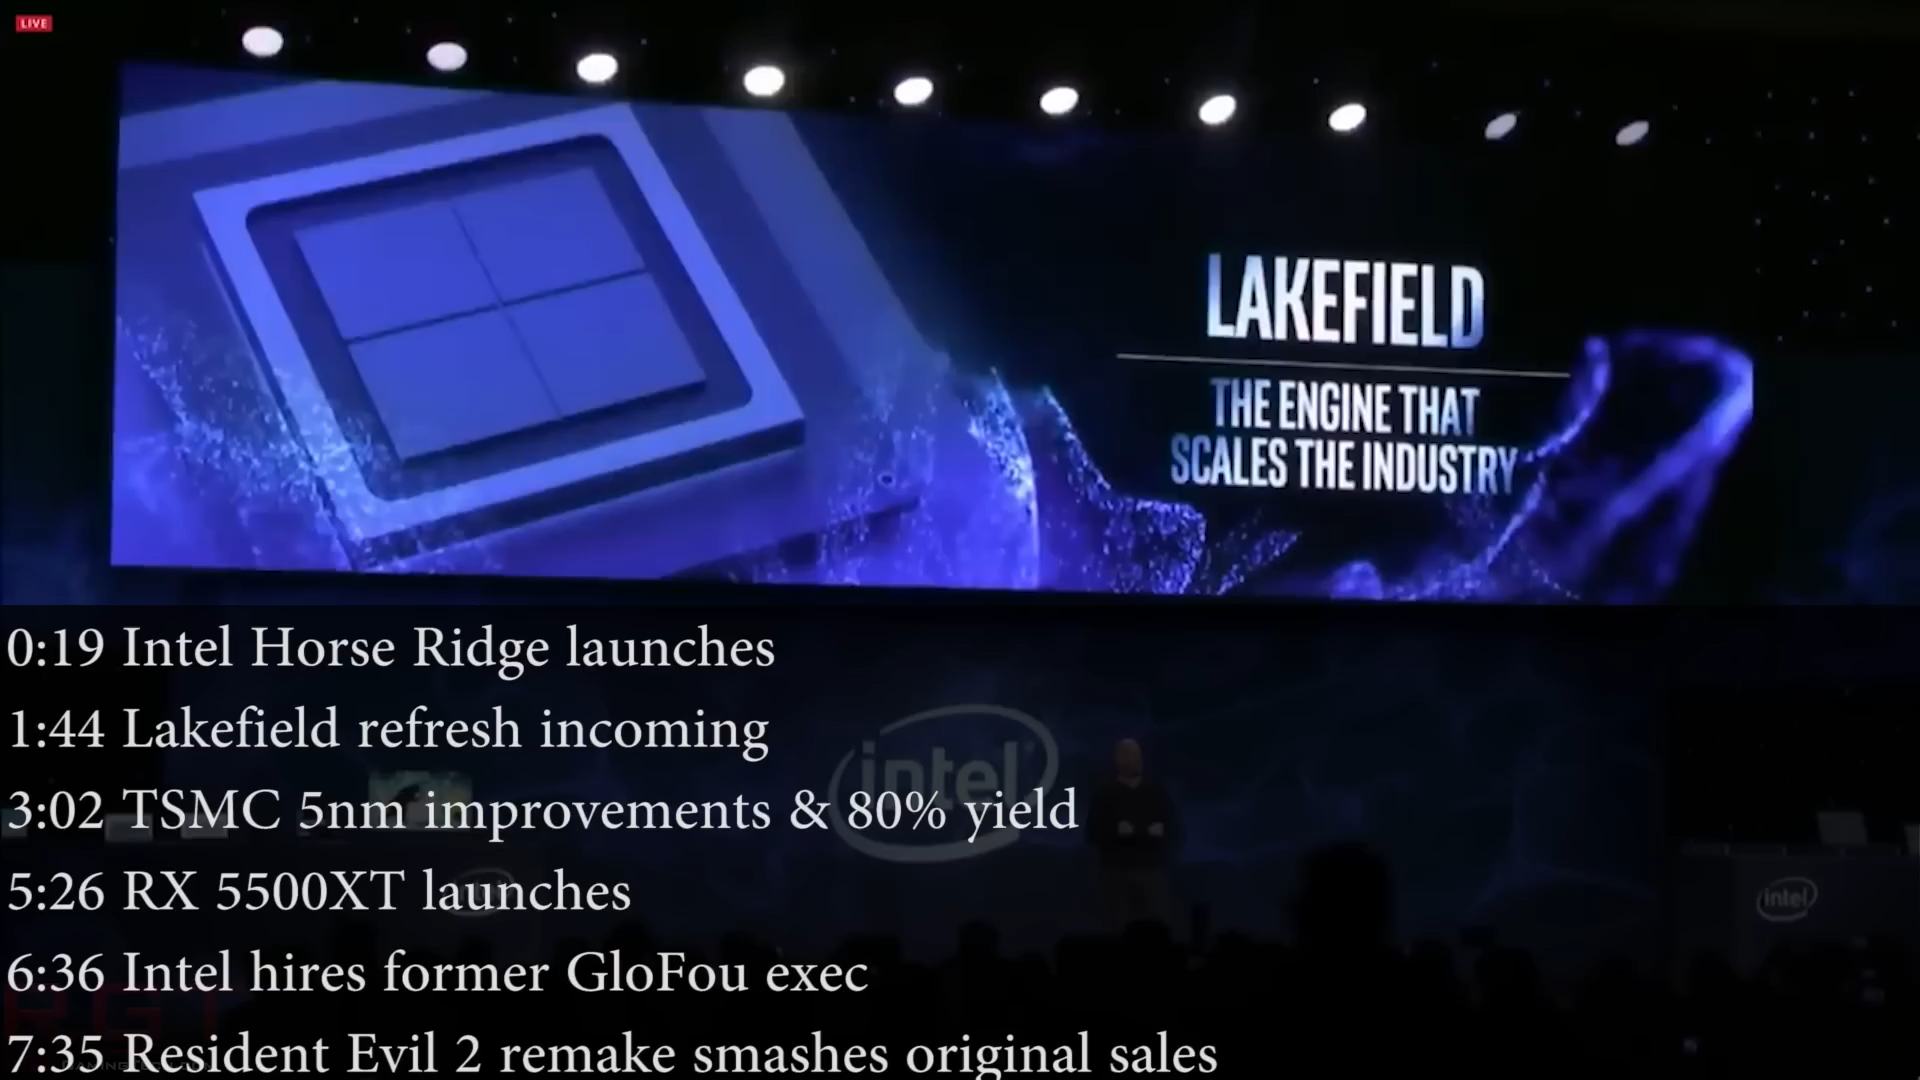 LIVE
LAKEFIELD
THE ENGINE THAT
SCALES THE INDUSTRY
0:19 Intel Horse Ridge launches
1:44 Lakefield refresh incoming
intel
3:02 TSMC 5nm improvements & 80% yield
5:26 RX 5500XT launches
intel
6:36 Intel hires former GloFou exec
7:35 Resident Evil 2 remake smashes original sales